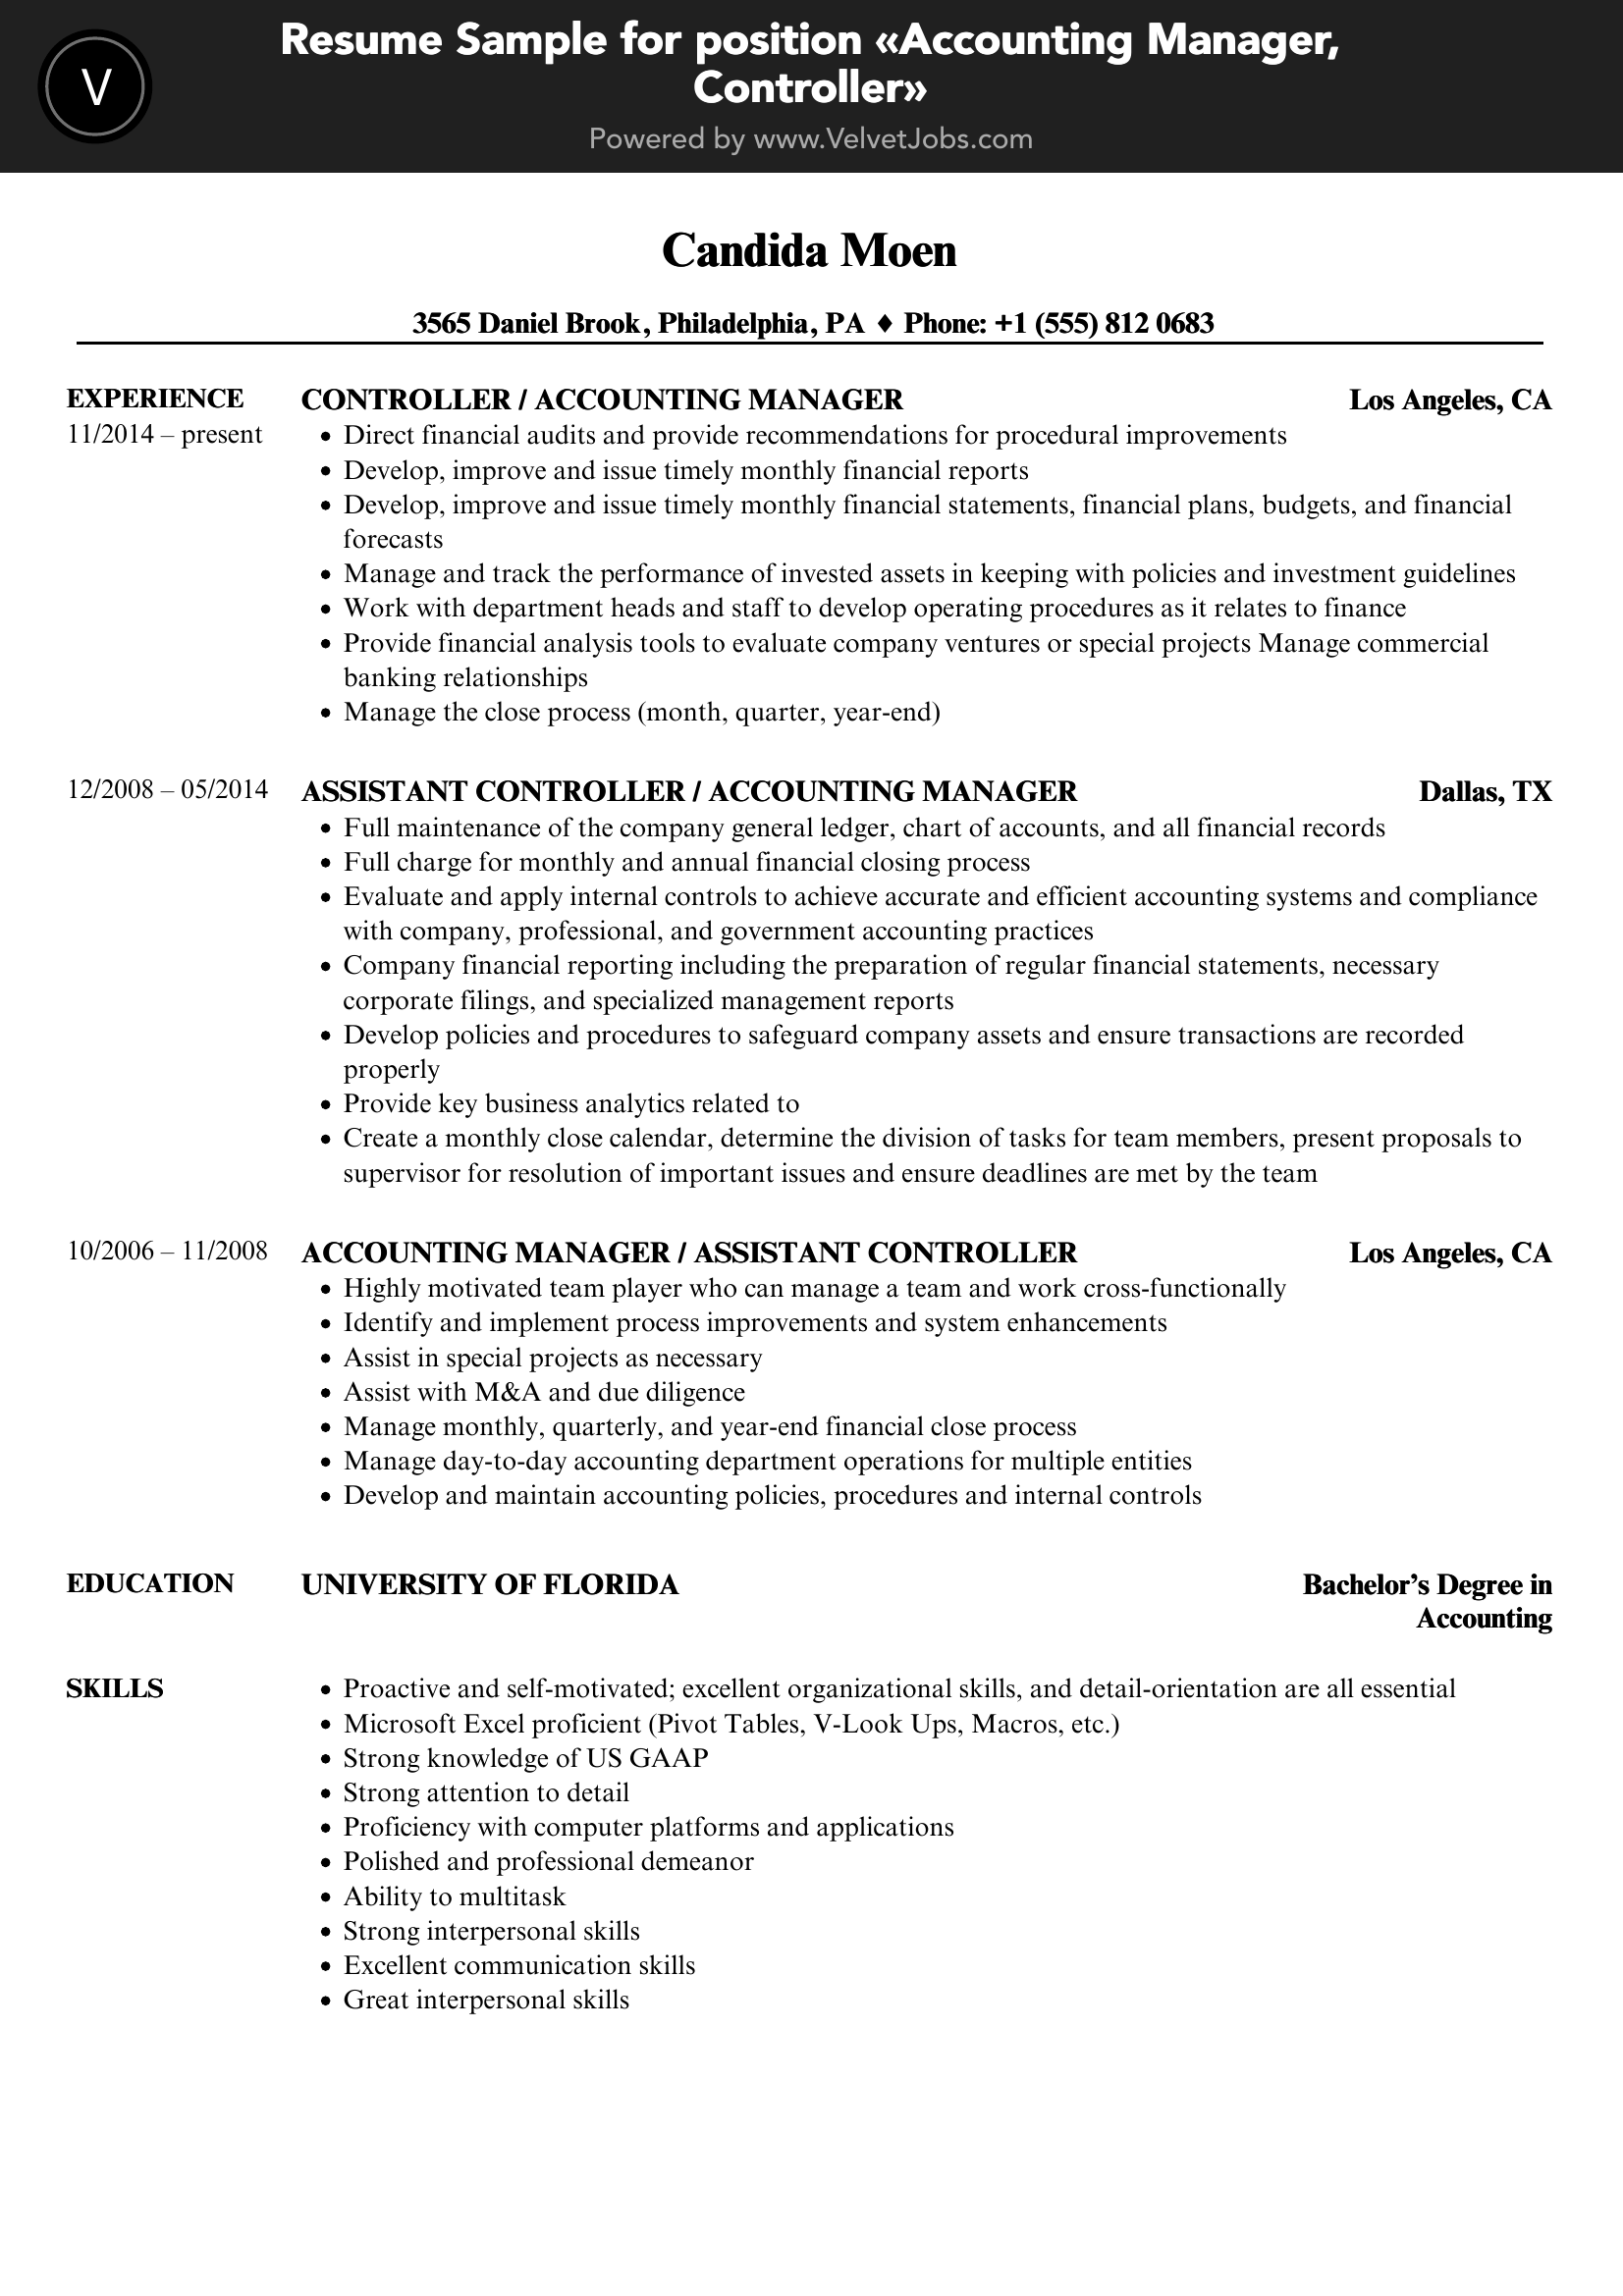 V
Resume Sample for position «Accounting Manager,
Controller»
Powered by www.VelvetJobs.com
Candida Moen
3565 Daniel Brook, Philadelphia, PA ♦ Phone: +1 (555) 812 0683
EXPERIENCE CONTROLLER / ACCOUNTING MANAGER Los Angeles, CA
11/2014 – present • Direct financial audits and provide recommendations for procedural improvements
• Develop, improve and issue timely monthly financial reports
• Develop, improve and issue timely monthly financial statements, financial plans, budgets, and financial
forecasts
• Manage and track the performance of invested assets in keeping with policies and investment guidelines
• Work with department heads and staff to develop operating procedures as it relates to finance
• Provide financial analysis tools to evaluate company ventures or special projects Manage commercial
banking relationships
• Manage the close process (month, quarter, year-end)
12/2008 – 05/2014 ASSISTANT CONTROLLER / ACCOUNTING MANAGER Dallas, TX
• Full maintenance of the company general ledger, chart of accounts, and all financial records
• Full charge for monthly and annual financial closing process
• Evaluate and apply internal controls to achieve accurate and efficient accounting systems and compliance
with company, professional, and government accounting practices
• Company financial reporting including the preparation of regular financial statements, necessary
corporate filings, and specialized management reports
• Develop policies and procedures to safeguard company assets and ensure transactions are recorded
properly
• Provide key business analytics related to
• Create a monthly close calendar, determine the division of tasks for team members, present proposals to
supervisor for resolution of important issues and ensure deadlines are met by the team
10/2006 – 11/2008 ACCOUNTING MANAGER / ASSISTANT CONTROLLER Los Angeles, CA
• Highly motivated team player who can manage a team and work cross-functionally
• Identify and implement process improvements and system enhancements
• Assist in special projects as necessary
• Assist with M&A and due diligence
• Manage monthly, quarterly, and year-end financial close process
• Manage day-to-day accounting department operations for multiple entities
• Develop and maintain accounting policies, procedures and internal controls
EDUCATION UNIVERSITY OF FLORIDA Bachelor's Degree in
Accounting
SKILLS • Proactive and self-motivated; excellent organizational skills, and detail-orientation are all essential
• Microsoft Excel proficient (Pivot Tables, V-Look Ups, Macros, etc.)
• Strong knowledge of US GAAP
• Strong attention to detail
• Proficiency with computer platforms and applications
• Polished and professional demeanor
• Ability to multitask
• Strong interpersonal skills
• Excellent communication skills
• Great interpersonal skills